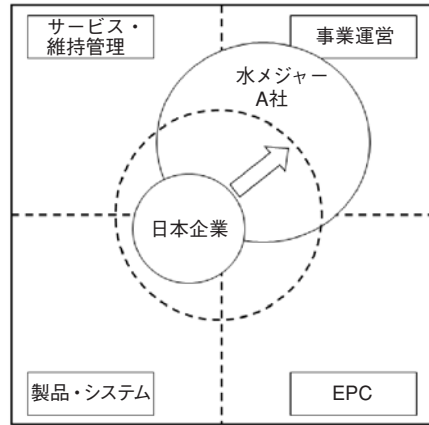 サービス・
維持管理
事業運営
水メジャー
A社
日本企業
製品・システム
EPC